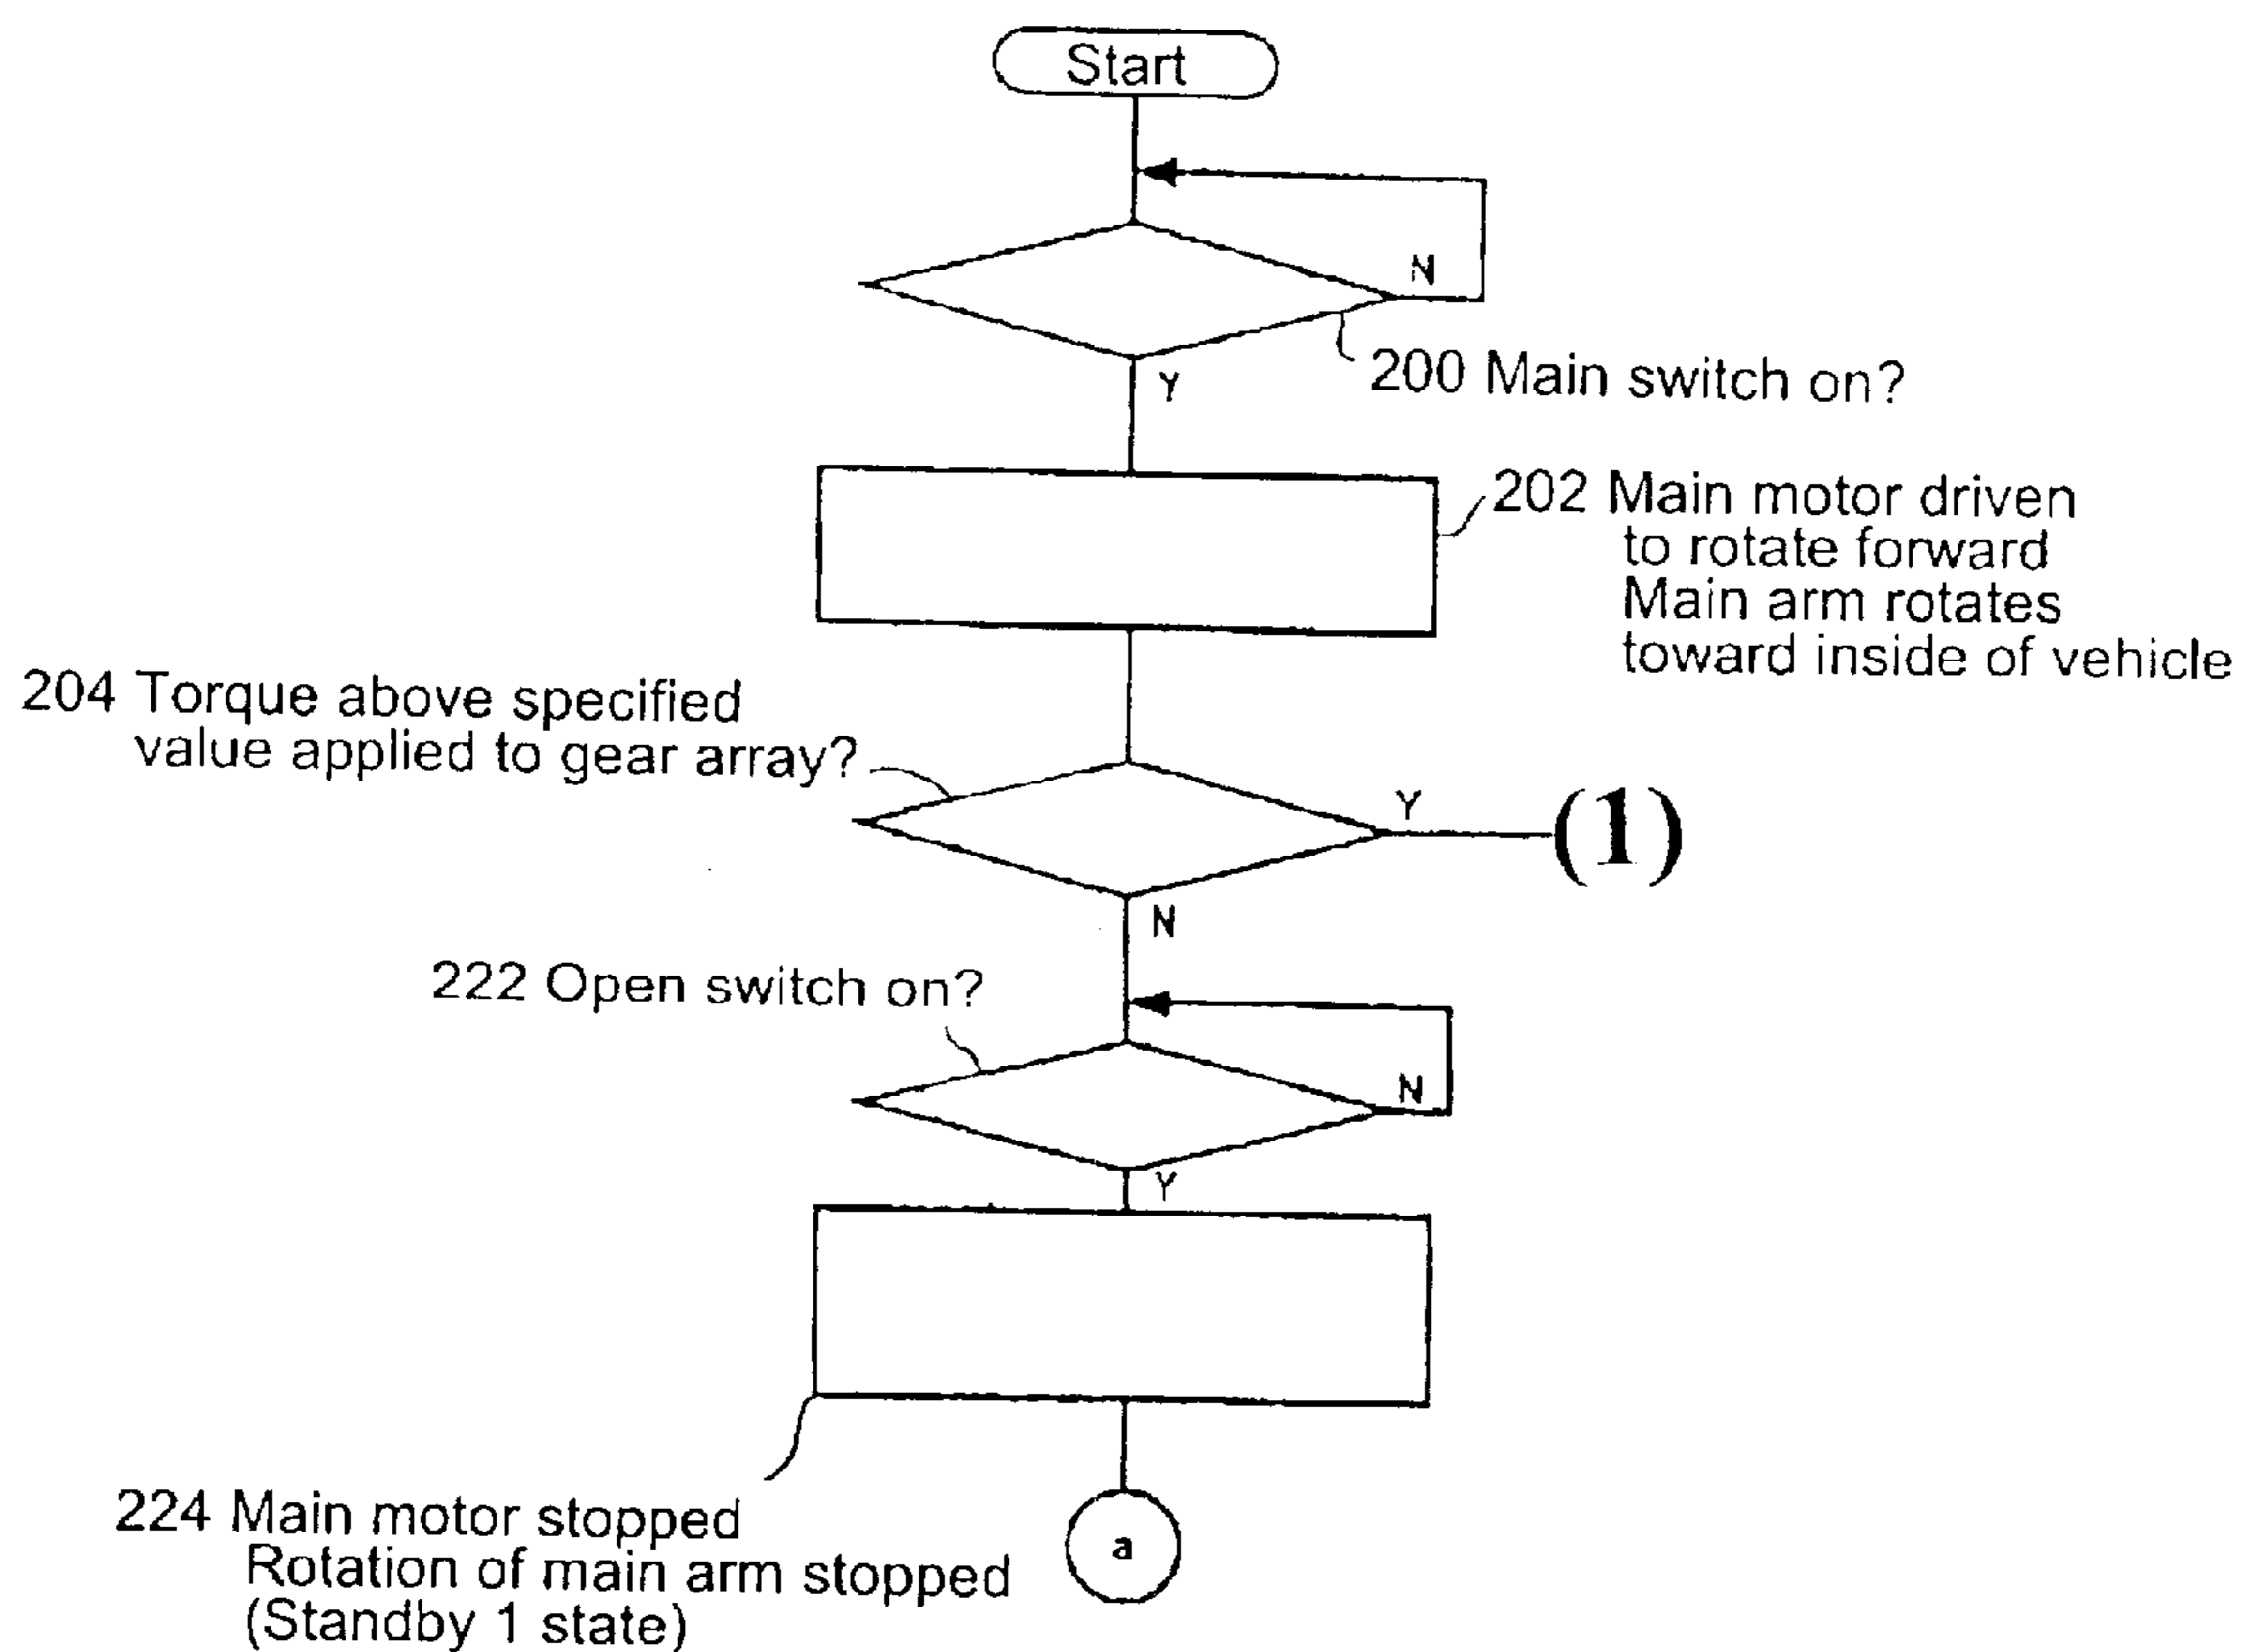 Start
N
200 Main switch on?
Y
202 Main motor driven
to rotate forward
Main arm rotates
toward inside of vehicle
204 Torque above specified
value applied to gear array?
Y
(1)
N
222 Open switch on?
N
Y
224 Main motor stopped
Rotation of main arm stopped
(Standby 1 state)
a